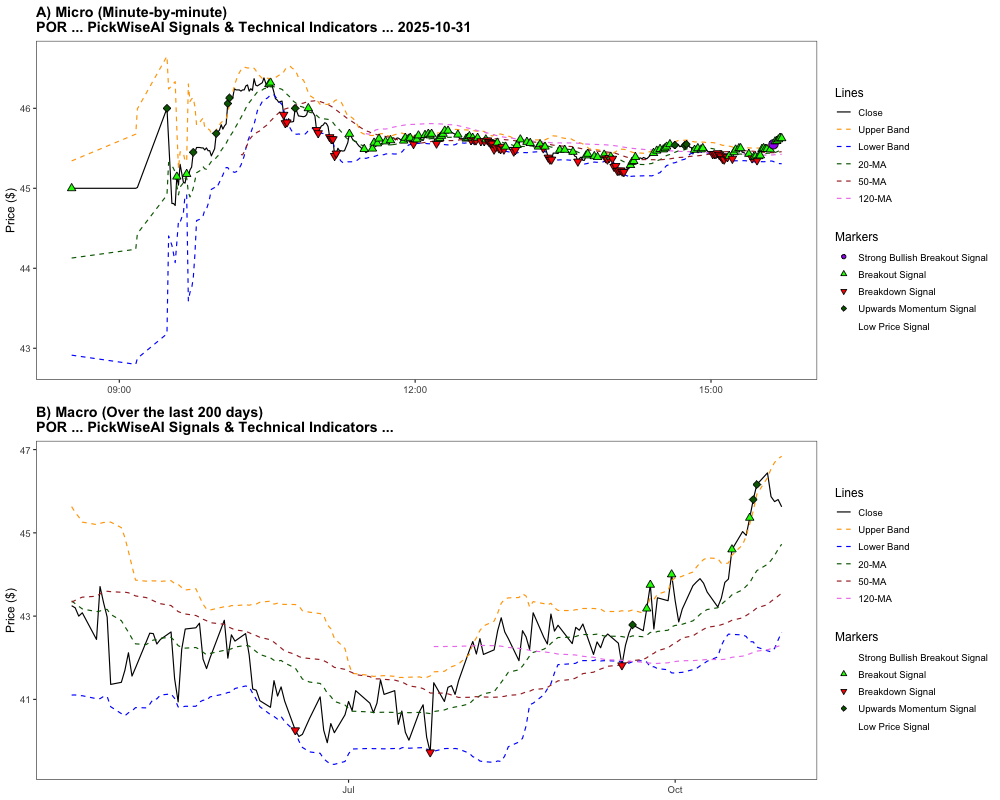 A) Micro (Minute-by-minute)
POR ... PickWiseAI Signals & Technical Indicators ... 2025-10-31
Price ($)
46
45
44
43
09:00
12:00
15:00
Lines
Close
Upper Band
Lower Band
20-MA
50-MA
120-MA
Markers
Strong Bullish Breakout Signal
Breakout Signal
Breakdown Signal
Upwards Momentum Signal
Low Price Signal
B) Macro (Over the last 200 days)
POR ... PickWiseAI Signals & Technical Indicators ...
Price ($)
47
45
43
41
Jul
Oct
Lines
Close
Upper Band
Lower Band
20-MA
50-MA
120-MA
Markers
Strong Bullish Breakout Signal
Breakout Signal
Breakdown Signal
Upwards Momentum Signal
Low Price Signal